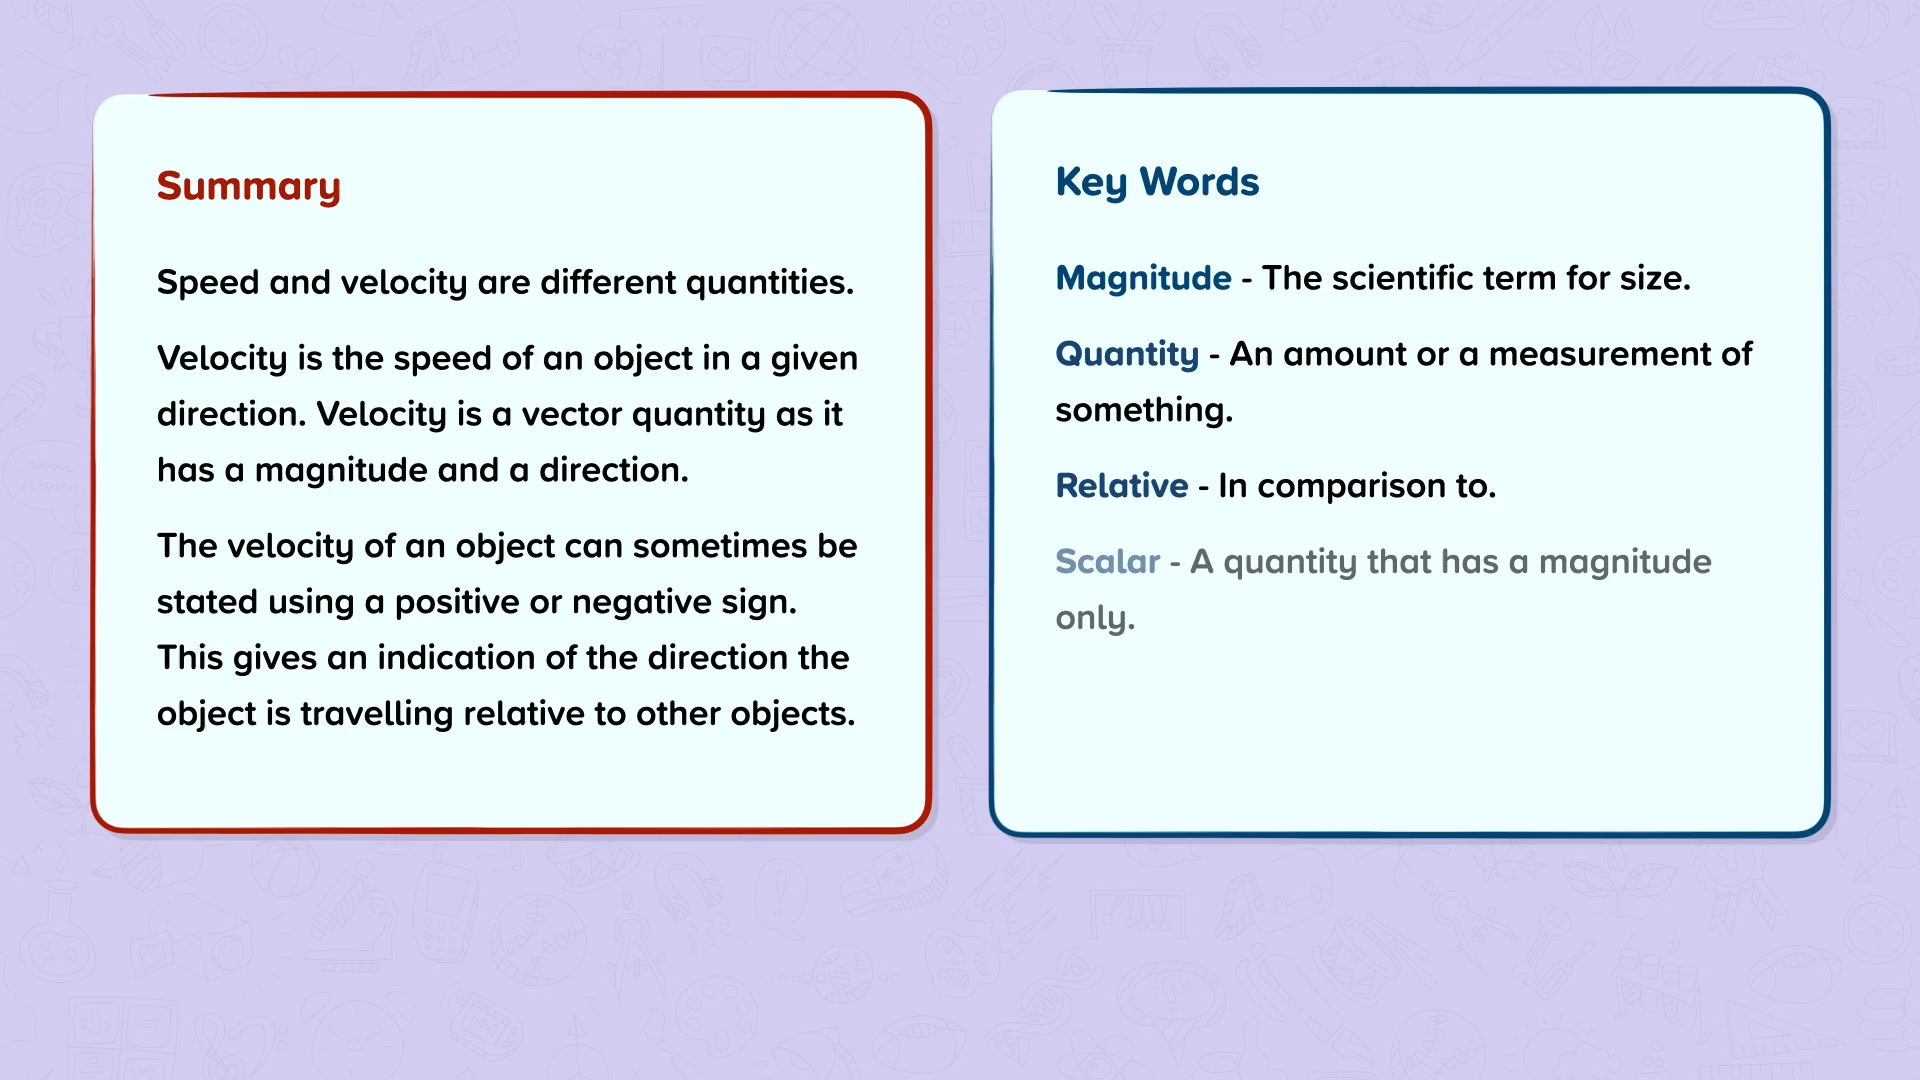 Summary
Speed and velocity are different quantities.
Velocity is the speed of an object in a given
direction. Velocity is a vector quantity as it
has a magnitude and a direction.
The velocity of an object can sometimes be
stated using a positive or negative sign.
This gives an indication of the direction the
object is travelling relative to other objects.
Key Words
Magnitude - The scientific term for size.
Quantity - An amount or a measurement of
something.
Relative - In comparison to.
Scalar - A quantity that has a magnitude
only.